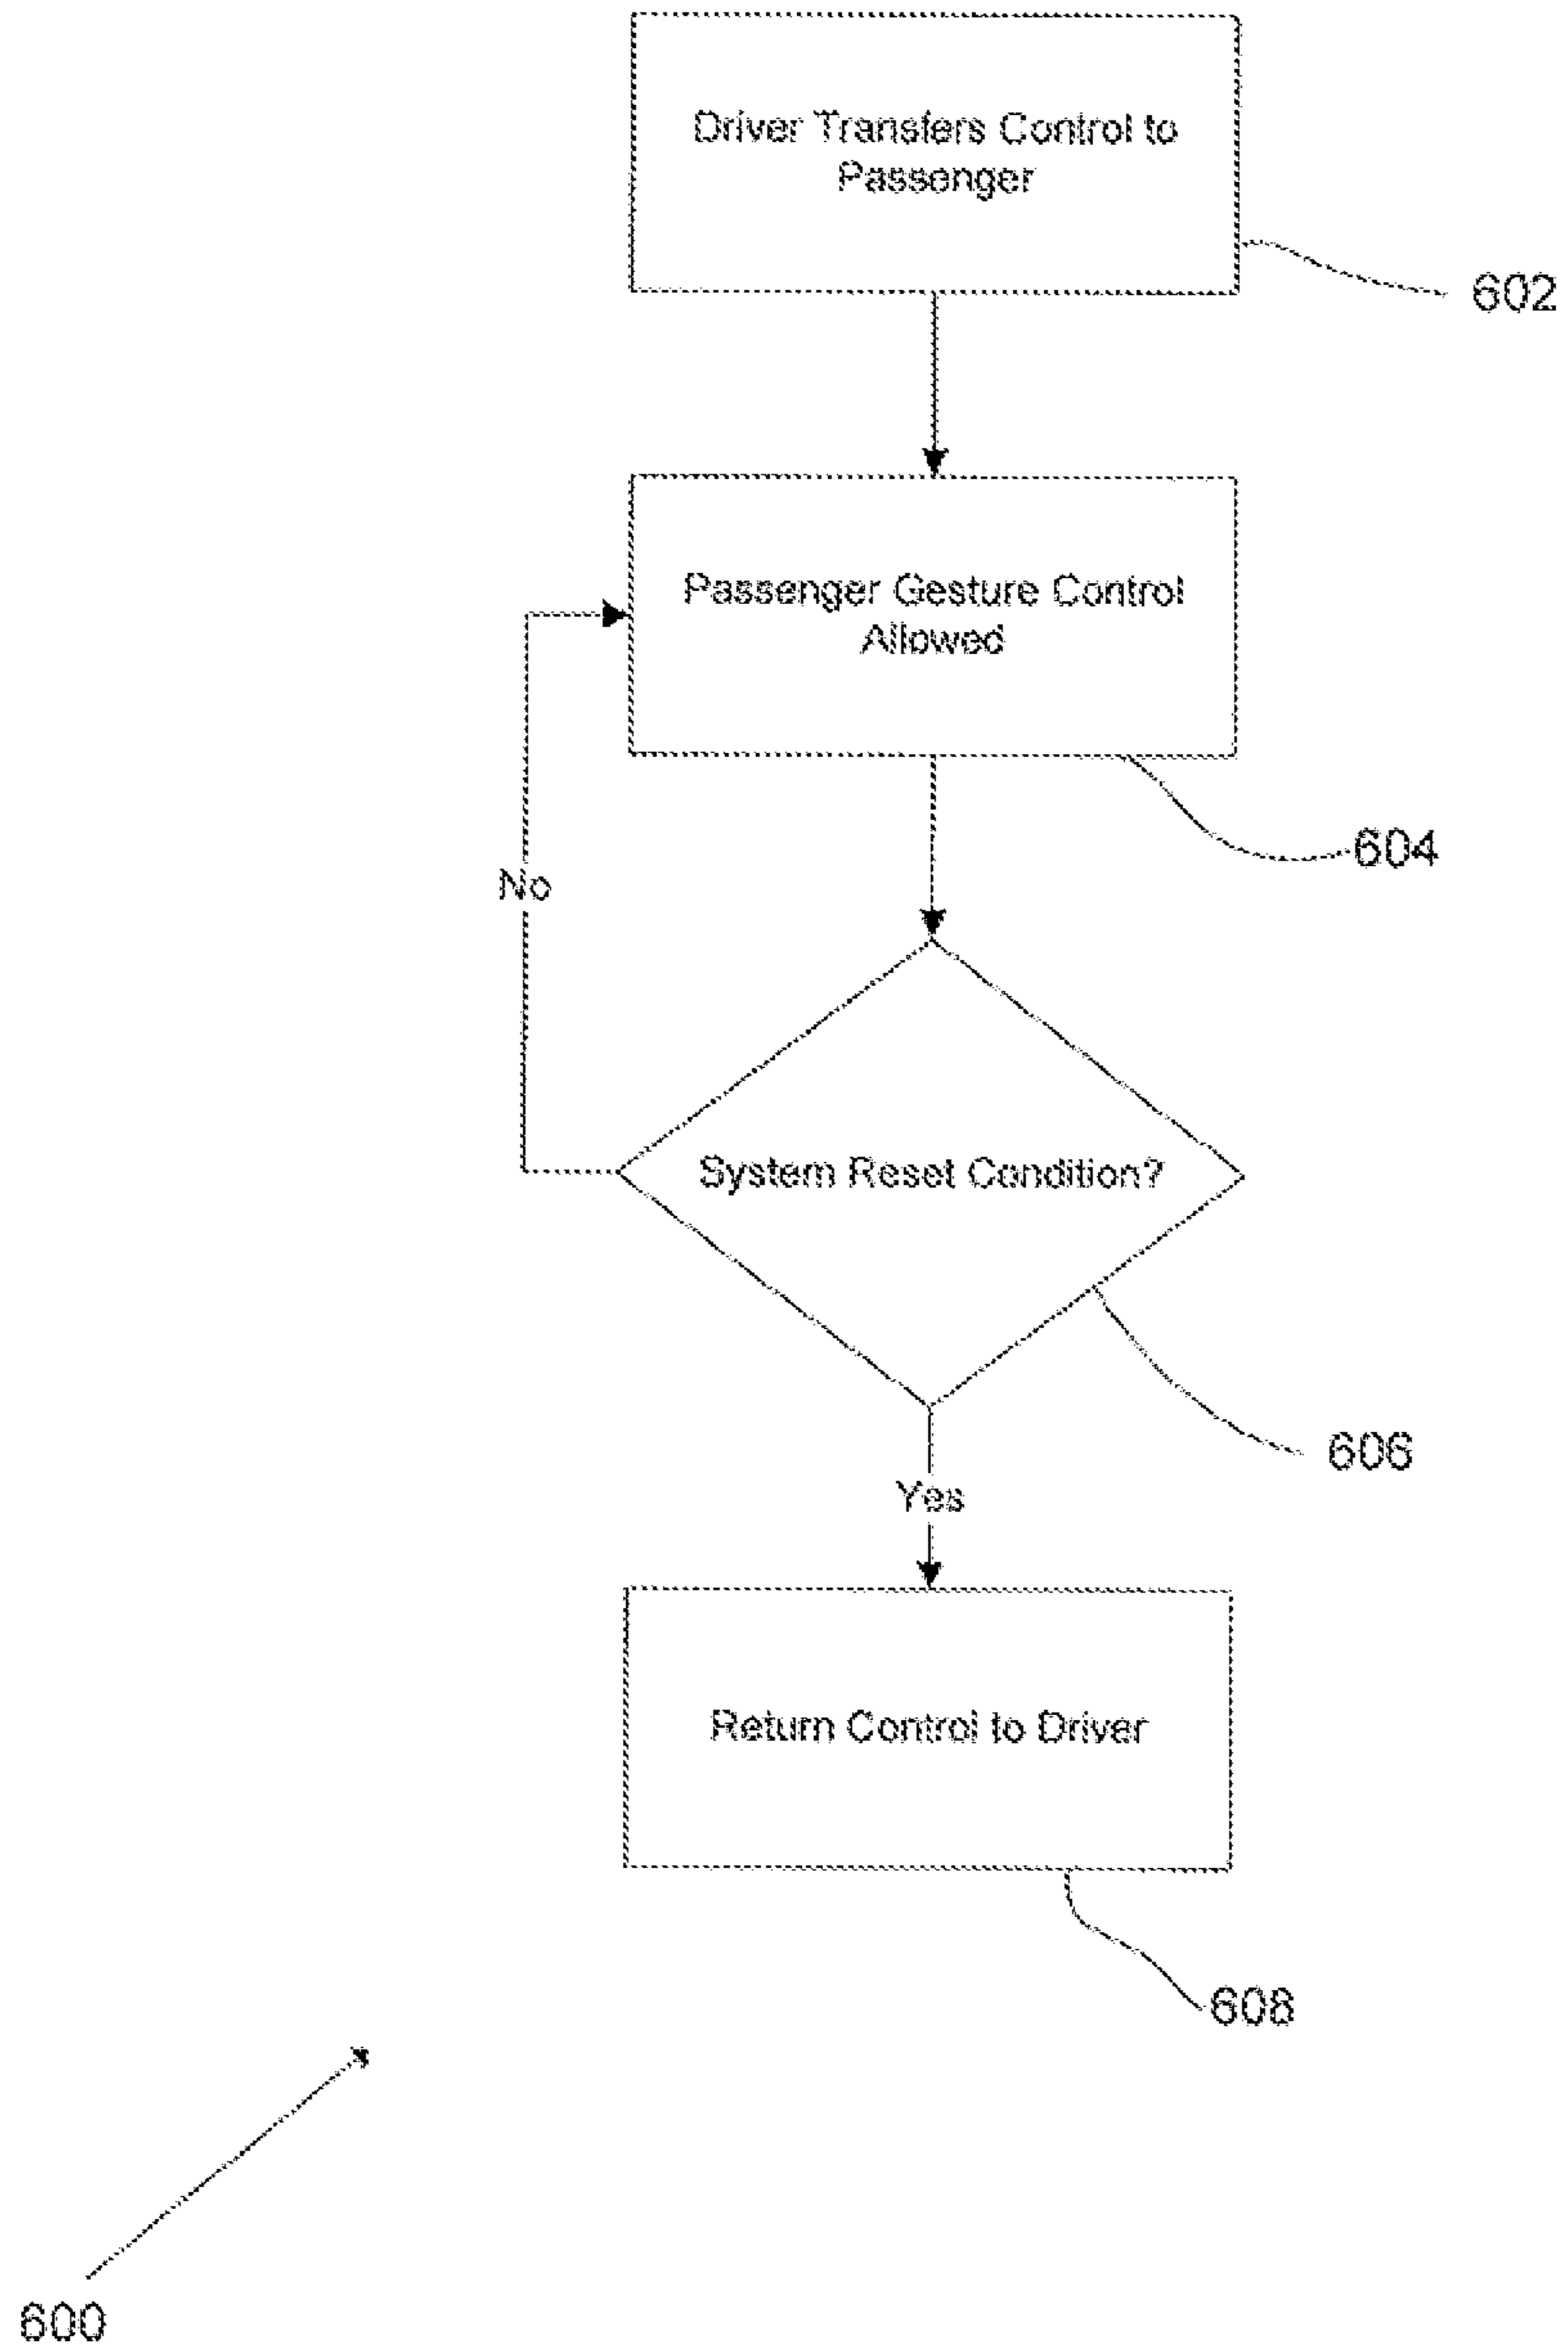 Driver Transfers Control to
Passenger
602
Passenger Gesture Control
Allowed
604
No
System Reset Condition?
606
Yes
Return Control to Driver
608
600